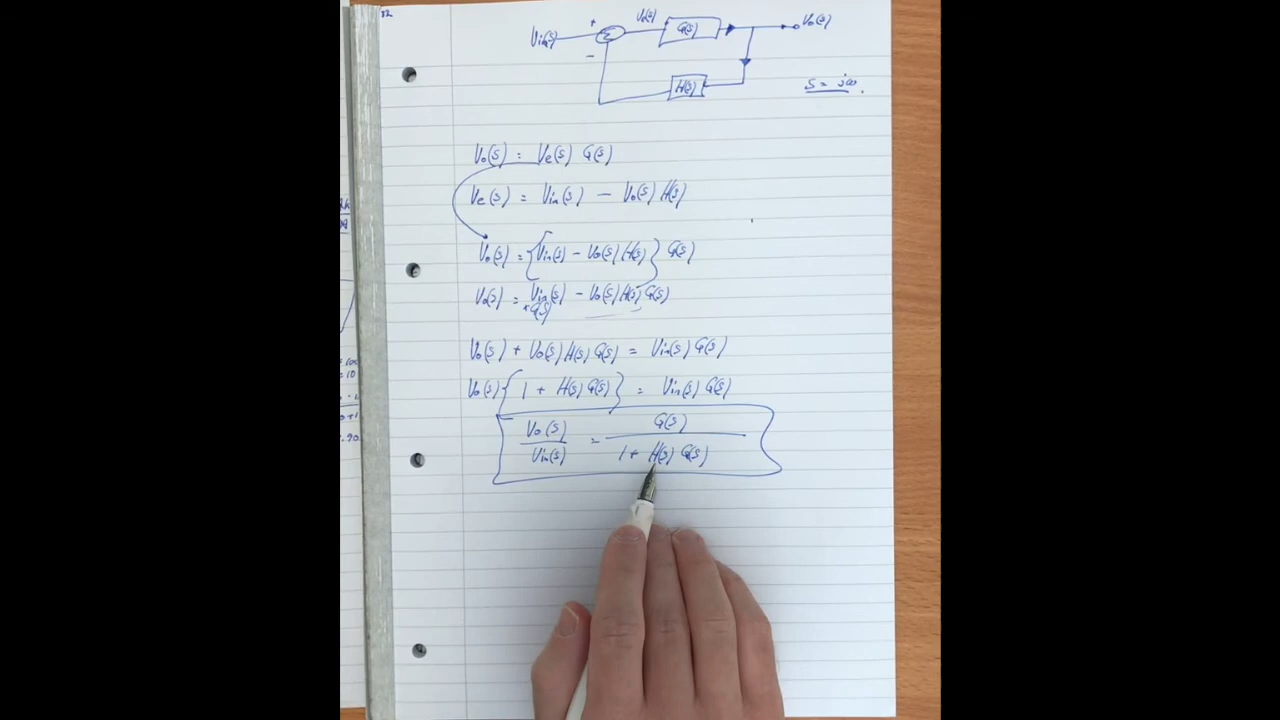 Vin(s) + Σ Ve(s) G(s) Vo(s)
−
H(s) S = jω.
Vo(s) = Ve(s) G(s)
Ve(s) = Vin(s) − Vo(s) H(s)
Vo(s) = {Vin(s) − Vo(s) H(s)} G(s)
Vo(s) = Vin(s) − Vo(s) H(s) G(s)
* G(s)
Vo(s) + Vo(s) H(s) G(s) = Vin(s) G(s)
Vo(s) { 1 + H(s) G(s) } = Vin(s) G(s)
Vo(s) / Vin(s) = G(s) / 1 + H(s) G(s)